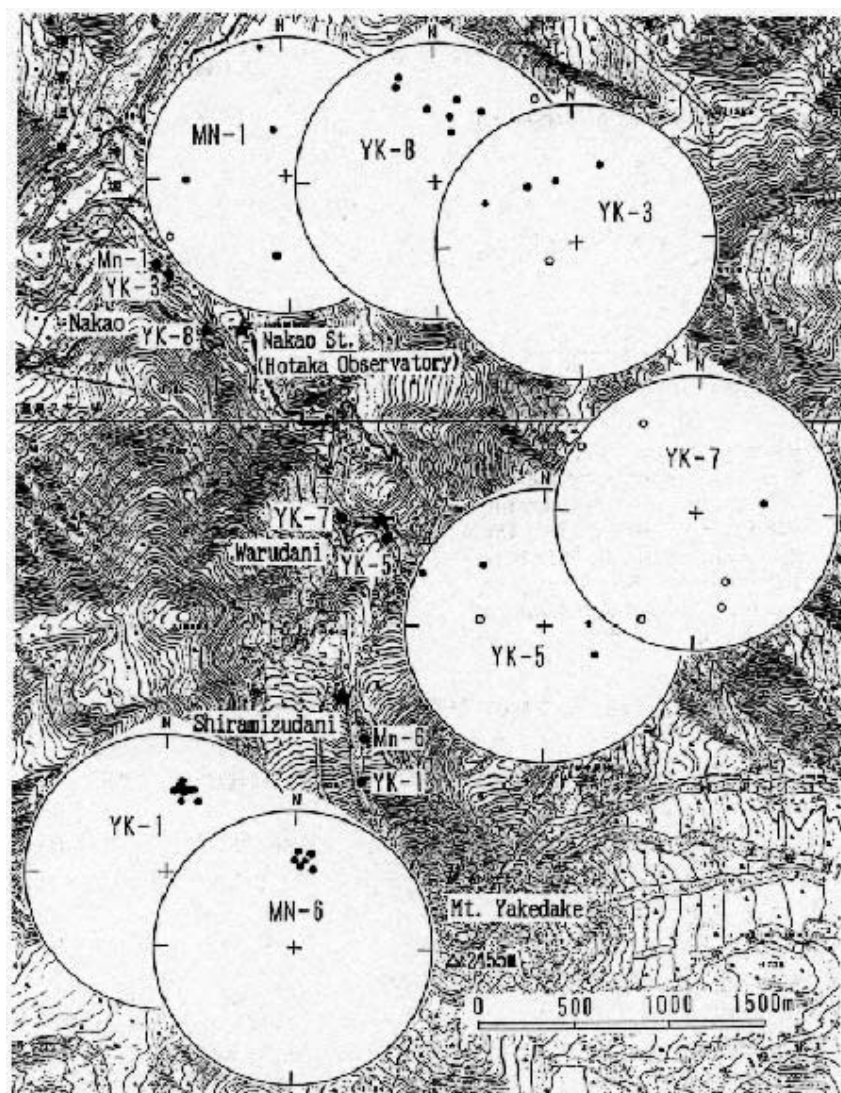 N
N
MN-1
YK-8
N
YK-3
Mn-1
YK-3
Nakao
YK-8
Nakao St.
(Hotaka Observatory)
N
YK-7
N
YK-7
Warudani
YK-5
YK-5
Shiramizudani
Mn-6
N
YK-1
YK-1
N
MN-6
Mt. Yakedake
2455m
0 500 1000 1500m